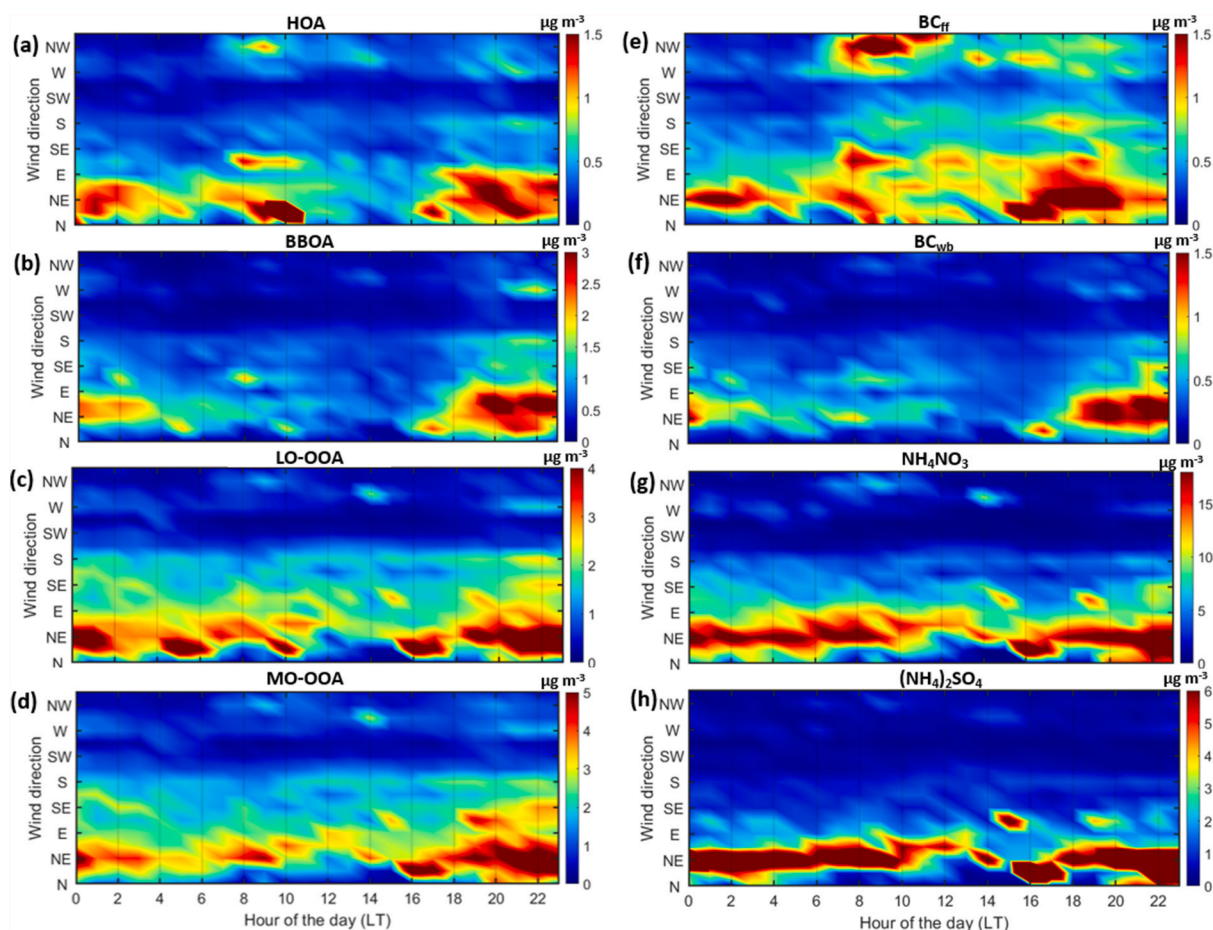 (a)
HOA
µg m-3
Wind direction
NW
W
SW
S
SE
E
NE
N
1.5
1
0.5
0
(b)
BBOA
µg m-3
Wind direction
NW
W
SW
S
SE
E
NE
N
3
2.5
2
1.5
1
0.5
0
(c)
LO-OOA
µg m-3
Wind direction
NW
W
SW
S
SE
E
NE
N
4
3
2
1
0
(d)
MO-OOA
µg m-3
Wind direction
NW
W
SW
S
SE
E
NE
N
5
4
3
2
1
0
0 2 4 6 8 10 12 14 16 18 20 22
Hour of the day (LT)
(e)
BCff
µg m-3
Wind direction
NW
W
SW
S
SE
E
NE
N
1.5
1
0.5
0
(f)
BCwb
µg m-3
Wind direction
NW
W
SW
S
SE
E
NE
N
1.5
1
0.5
0
(g)
NH4NO3
µg m-3
Wind direction
NW
W
SW
S
SE
E
NE
N
15
10
5
0
(h)
(NH4)2SO4
µg m-3
Wind direction
NW
W
SW
S
SE
E
NE
N
6
5
4
3
2
1
0
0 2 4 6 8 10 12 14 16 18 20 22
Hour of the day (LT)